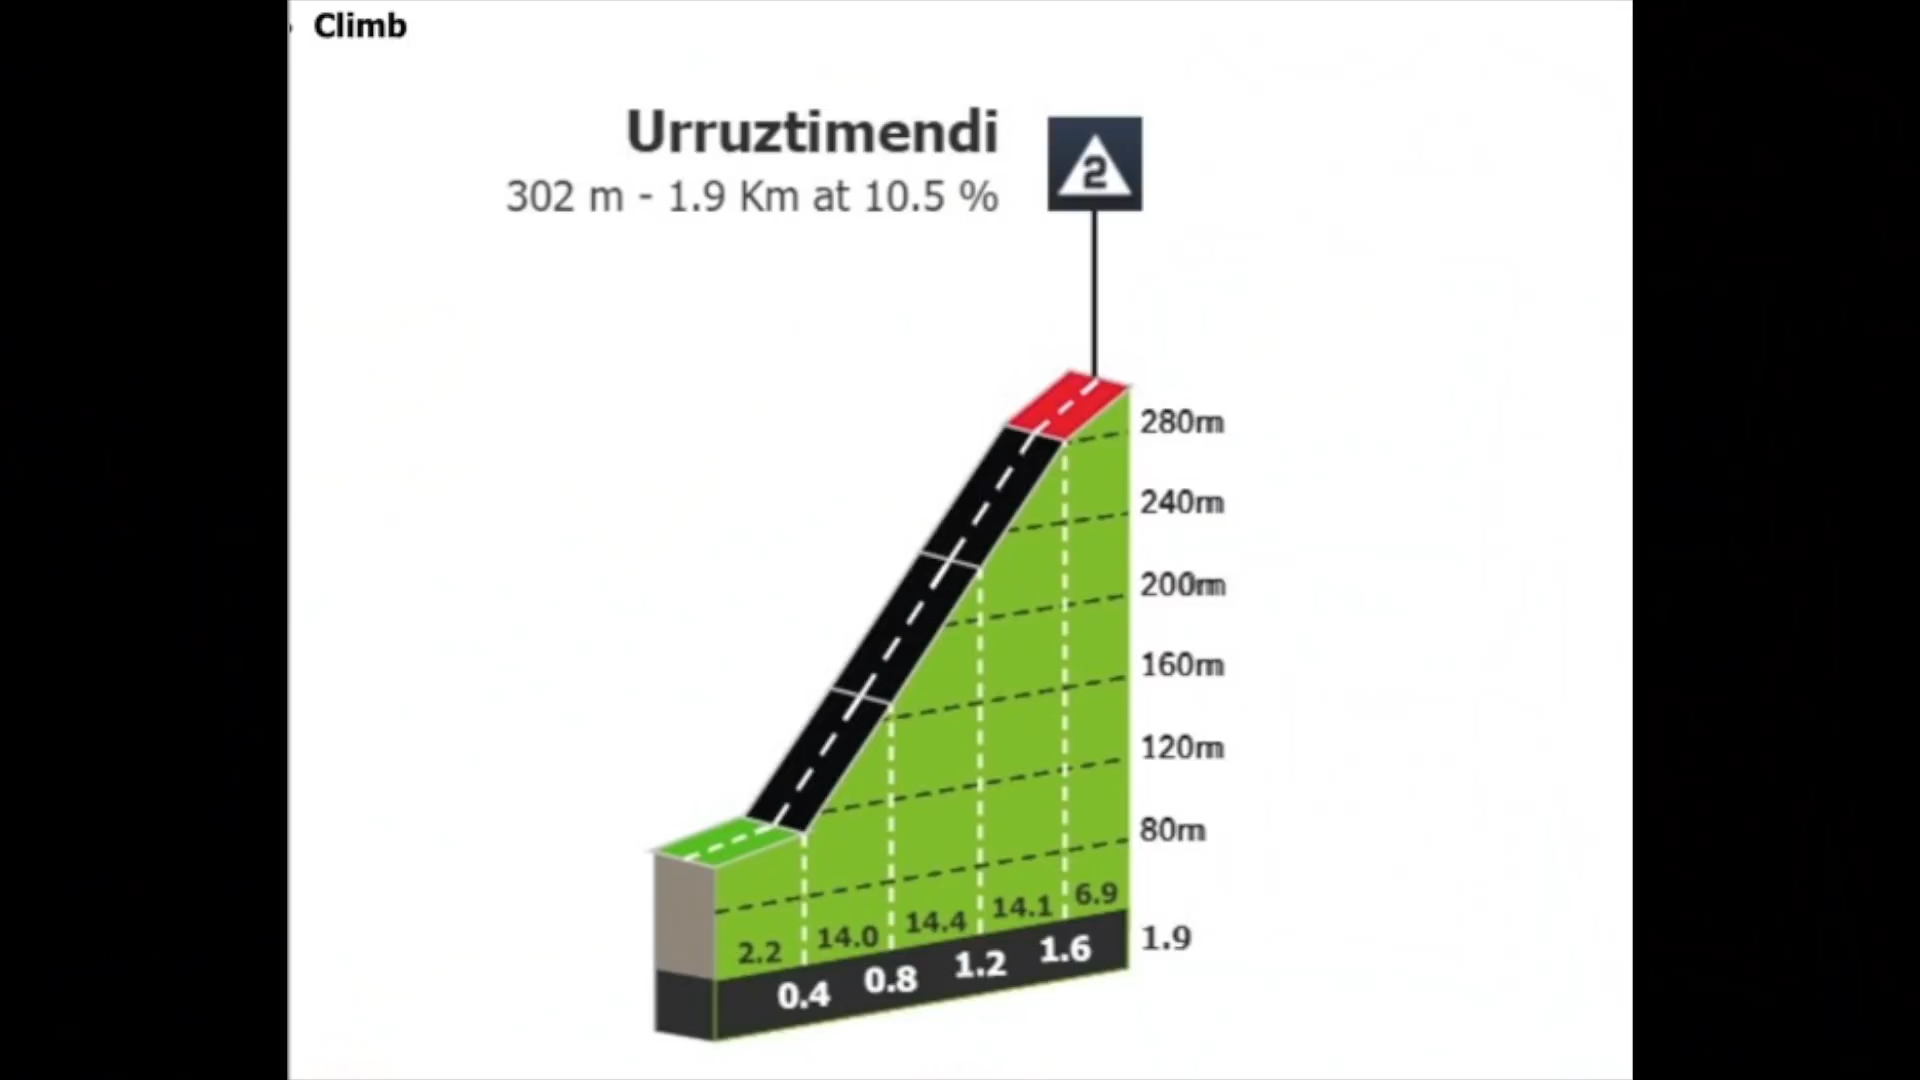 Climb
Urruztimendi
302 m - 1.9 Km at 10.5 %
2
280m
240m
200m
160m
120m
80m
2.2 14.0 14.4 14.1 6.9
0.4 0.8 1.2 1.6 1.9